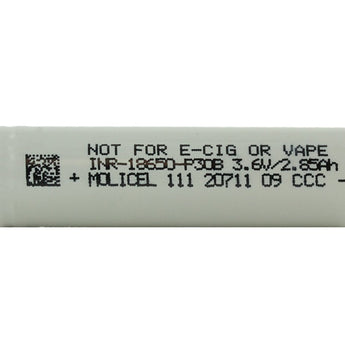 NOT FOR E-CIG OR VAPE
INR-18650-P30B 3.6V/2.85Ah
+ MOLICEL 111 20711 09 CCC -